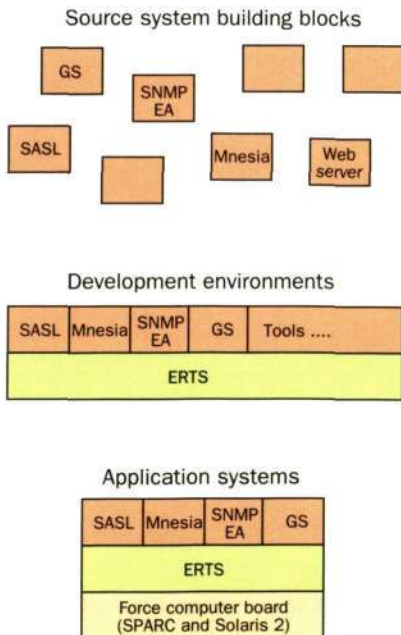 Source system building blocks
GS
SNMP
EA
SASL
Mnesia
Web
server
Development environments
SASL Mnesia SNMP
EA GS Tools ....
ERTS
Application systems
SASL Mnesia SNMP
EA GS
ERTS
Force computer board
(SPARC and Solaris 2)